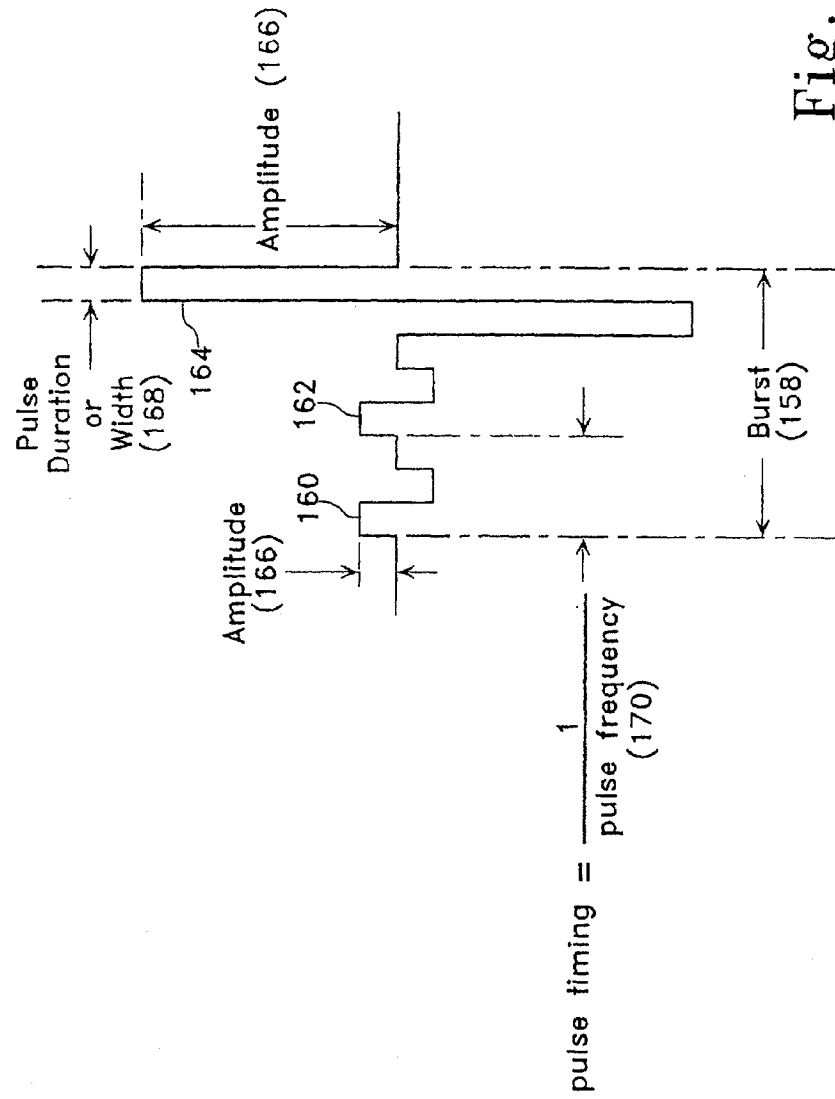 Pulse
Duration
or
Width
(168)
164
Amplitude (166)
162
160
Amplitude
(166)
Burst
(158)
pulse timing =
1
pulse frequency
(170)
Fig.